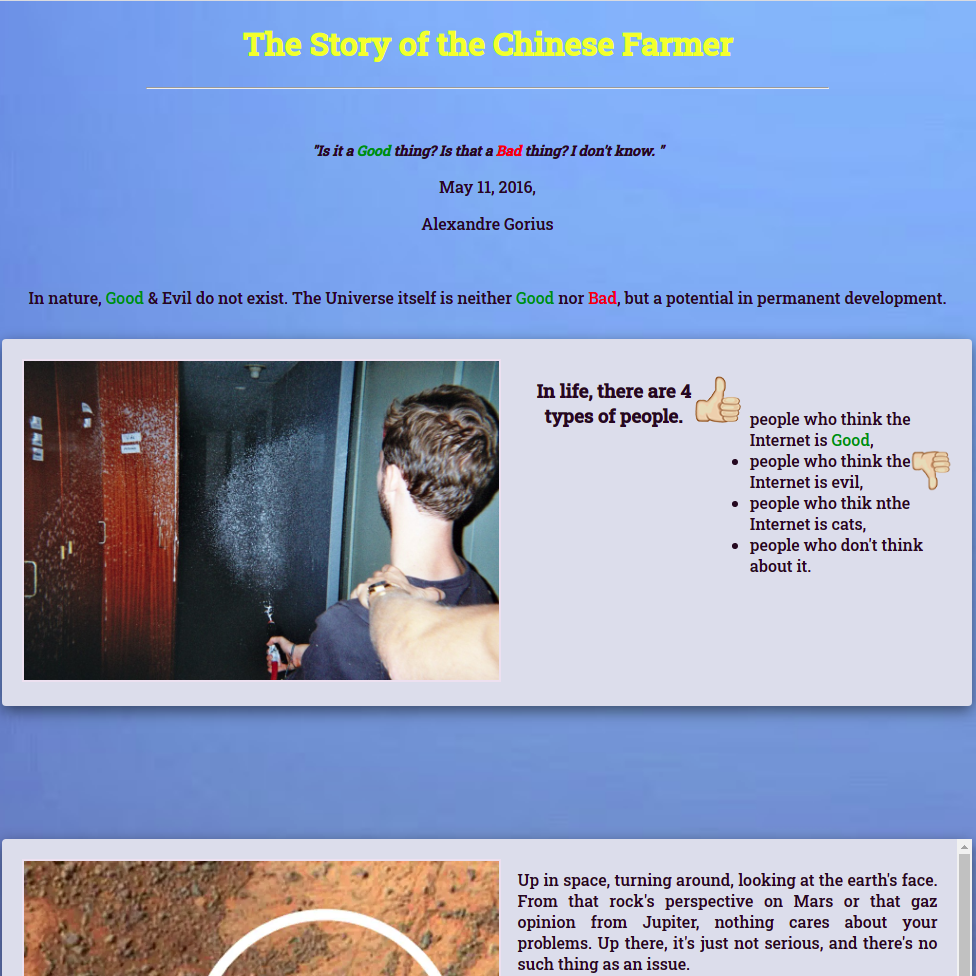 The Story of the Chinese Farmer
"Is it a Good thing? Is that a Bad thing? I don't know. "
May 11, 2016,
Alexandre Gorius
In nature, Good & Evil do not exist. The Universe itself is neither Good nor Bad, but a potential in permanent development.
In life, there are 4
types of people.
people who think the
Internet is Good,
people who think the
Internet is evil,
people who thik nthe
Internet is cats,
people who don't think
about it.
Up in space, turning around, looking at the earth's face.
From that rock's perspective on Mars or that gaz
opinion from Jupiter, nothing cares about your
problems. Up there, it's just not serious, and there's no
such thing as an issue.